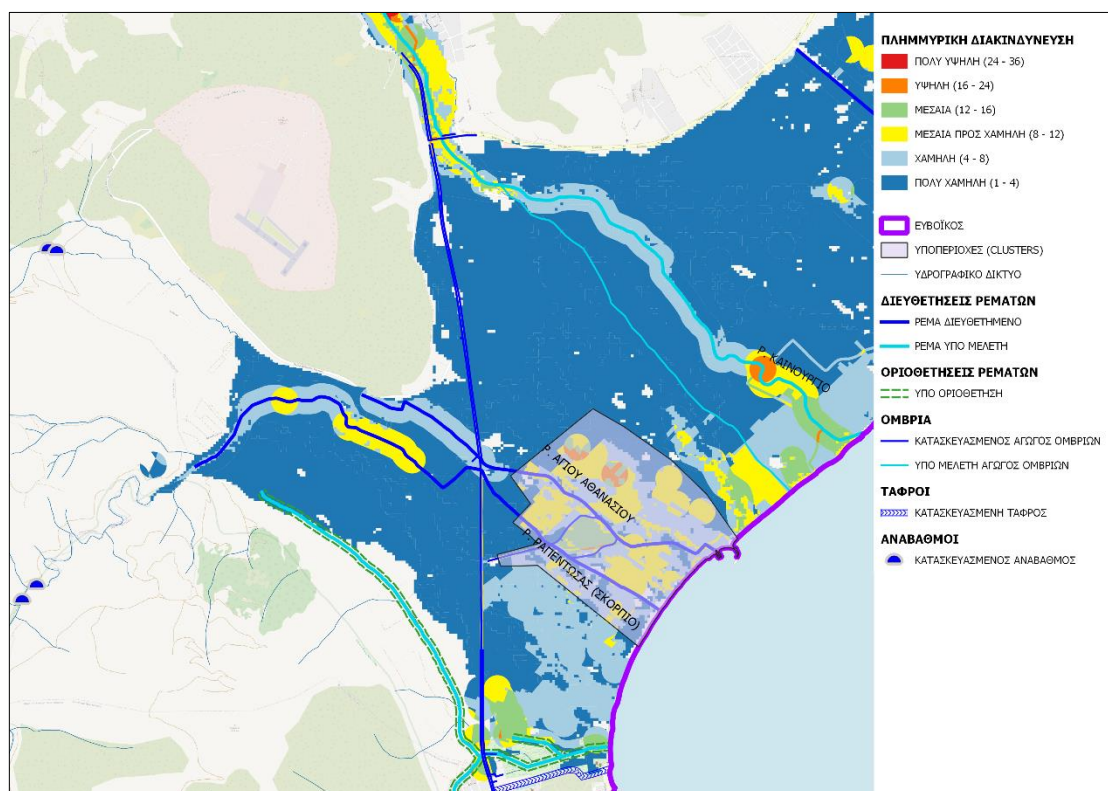 ΠΛΗΜΜΥΡΙΚΗ ΔΙΑΚΙΝΔΥΝΕΥΣΗ
ΠΟΛΥ ΥΨΗΛΗ (24 - 36)
ΥΨΗΛΗ (16 - 24)
ΜΕΣΑΙΑ (12 - 16)
ΜΕΣΑΙΑ ΠΡΟΣ ΧΑΜΗΛΗ (8 - 12)
ΧΑΜΗΛΗ (4 - 8)
ΠΟΛΥ ΧΑΜΗΛΗ (1 - 4)
ΕΥΒΟΪΚΟΣ
ΥΠΟΠΕΡΙΟΧΕΣ (CLUSTERS)
ΥΔΡΟΓΡΑΦΙΚΟ ΔΙΚΤΥΟ
ΔΙΕΥΘΕΤΗΣΕΙΣ ΡΕΜΑΤΩΝ
ΡΕΜΑ ΔΙΕΥΘΕΤΗΜΕΝΟ
ΡΕΜΑ ΥΠΟ ΜΕΛΕΤΗ
ΟΡΙΟΘΕΤΗΣΕΙΣ ΡΕΜΑΤΩΝ
ΥΠΟ ΟΡΙΟΘΕΤΗΣΗ
ΟΜΒΡΙΑ
ΚΑΤΑΣΚΕΥΑΣΜΕΝΟΣ ΑΓΩΓΟΣ ΟΜΒΡΙΩΝ
ΥΠΟ ΜΕΛΕΤΗ ΑΓΩΓΟΣ ΟΜΒΡΙΩΝ
ΤΑΦΡΟΙ
ΚΑΤΑΣΚΕΥΑΣΜΕΝΗ ΤΑΦΡΟΣ
ΑΝΑΒΑΘΜΟΙ
ΚΑΤΑΣΚΕΥΑΣΜΕΝΟΣ ΑΝΑΒΑΘΜΟΣ
Ρ. ΚΑΙΝΟΥΡΓΙΟ
Ρ. ΑΓΙΟΥ ΑΘΑΝΑΣΙΟΥ
Ρ. ΡΑΠΕΝΤΩΣΑΣ (ΣΚΟΡΠΙΟ)